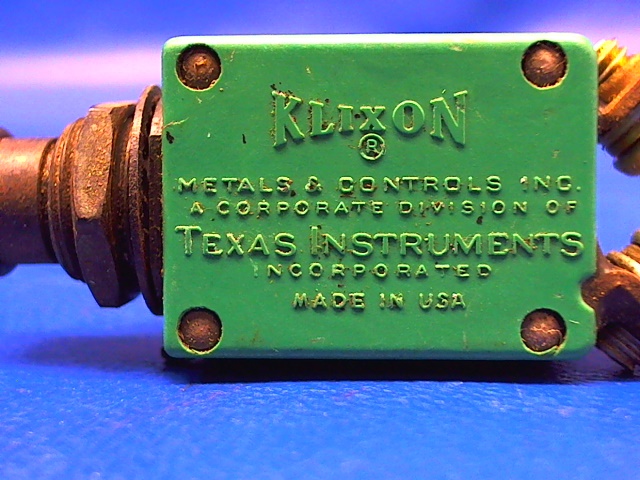 KLIXON
®
METALS & CONTROLS INC.
A CORPORATE DIVISION OF
TEXAS INSTRUMENTS
INCORPORATED
MADE IN USA